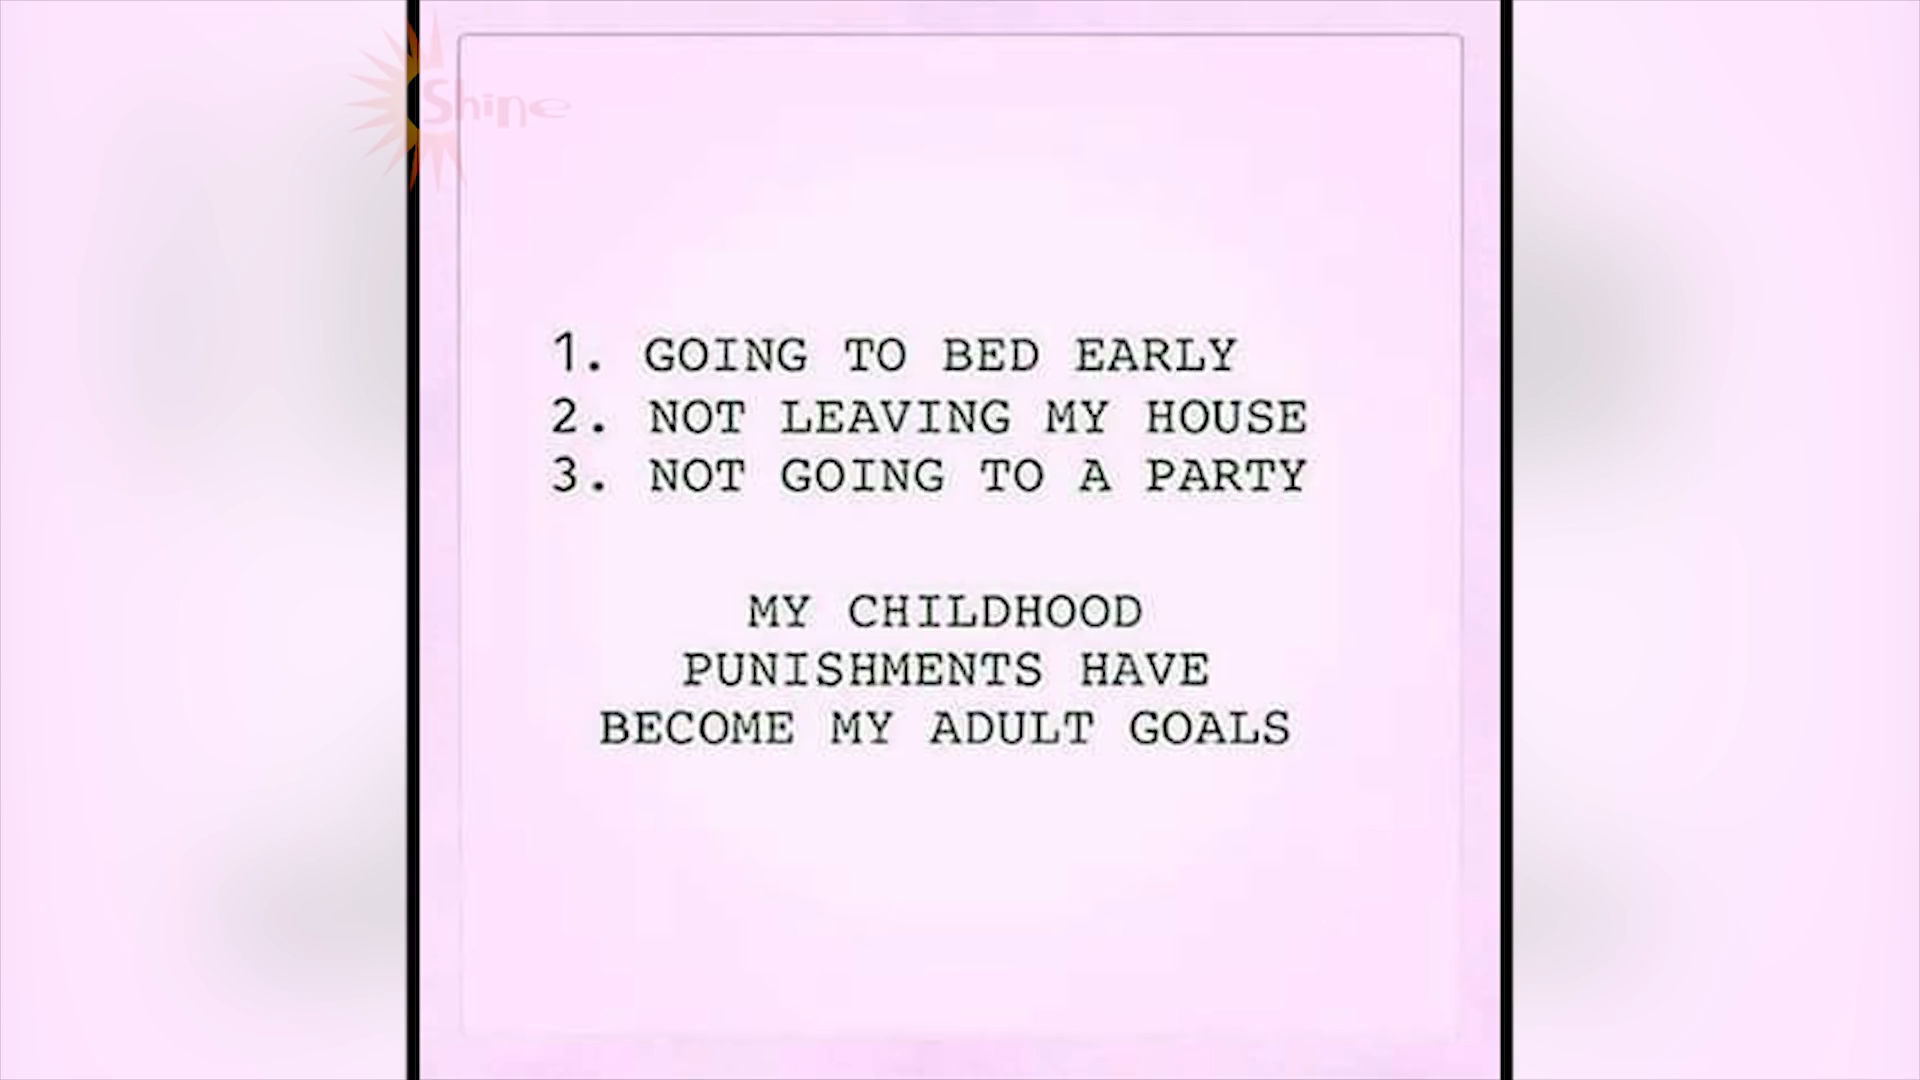 Shine
1. GOING TO BED EARLY
2. NOT LEAVING MY HOUSE
3. NOT GOING TO A PARTY
MY CHILDHOOD
PUNISHMENTS HAVE
BECOME MY ADULT GOALS